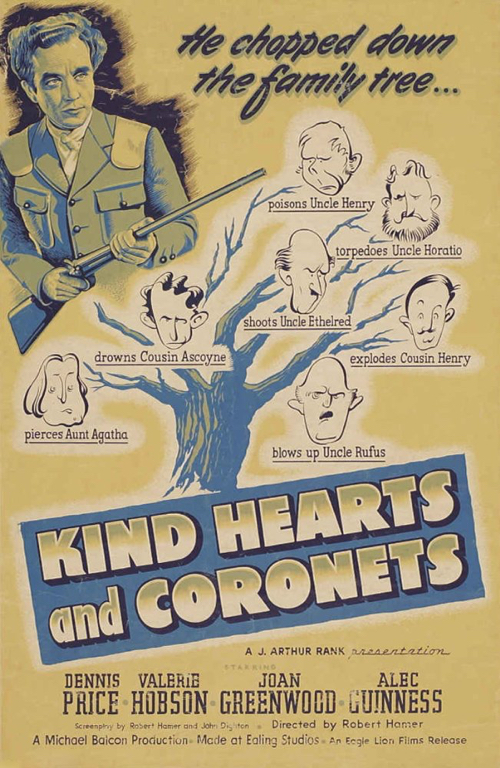 He chopped down
the family tree...
poisons Uncle Henry
torpedoes Uncle Horatio
shoots Uncle Ethelred
drowns Cousin Ascoyne
explodes Cousin Henry
pierces Aunt Agatha
blows up Uncle Rufus
KIND HEARTS
and CORONETS
A J. ARTHUR RANK presentation
STARRING
DENNIS PRICE • VALERIE HOBSON • JOAN GREENWOOD • ALEC GUINNESS
Screenplay by Robert Hamer and John Dighton • Directed by Robert Hamer
A Michael Balcon Production • Made at Ealing Studios • An Eagle Lion Films Release